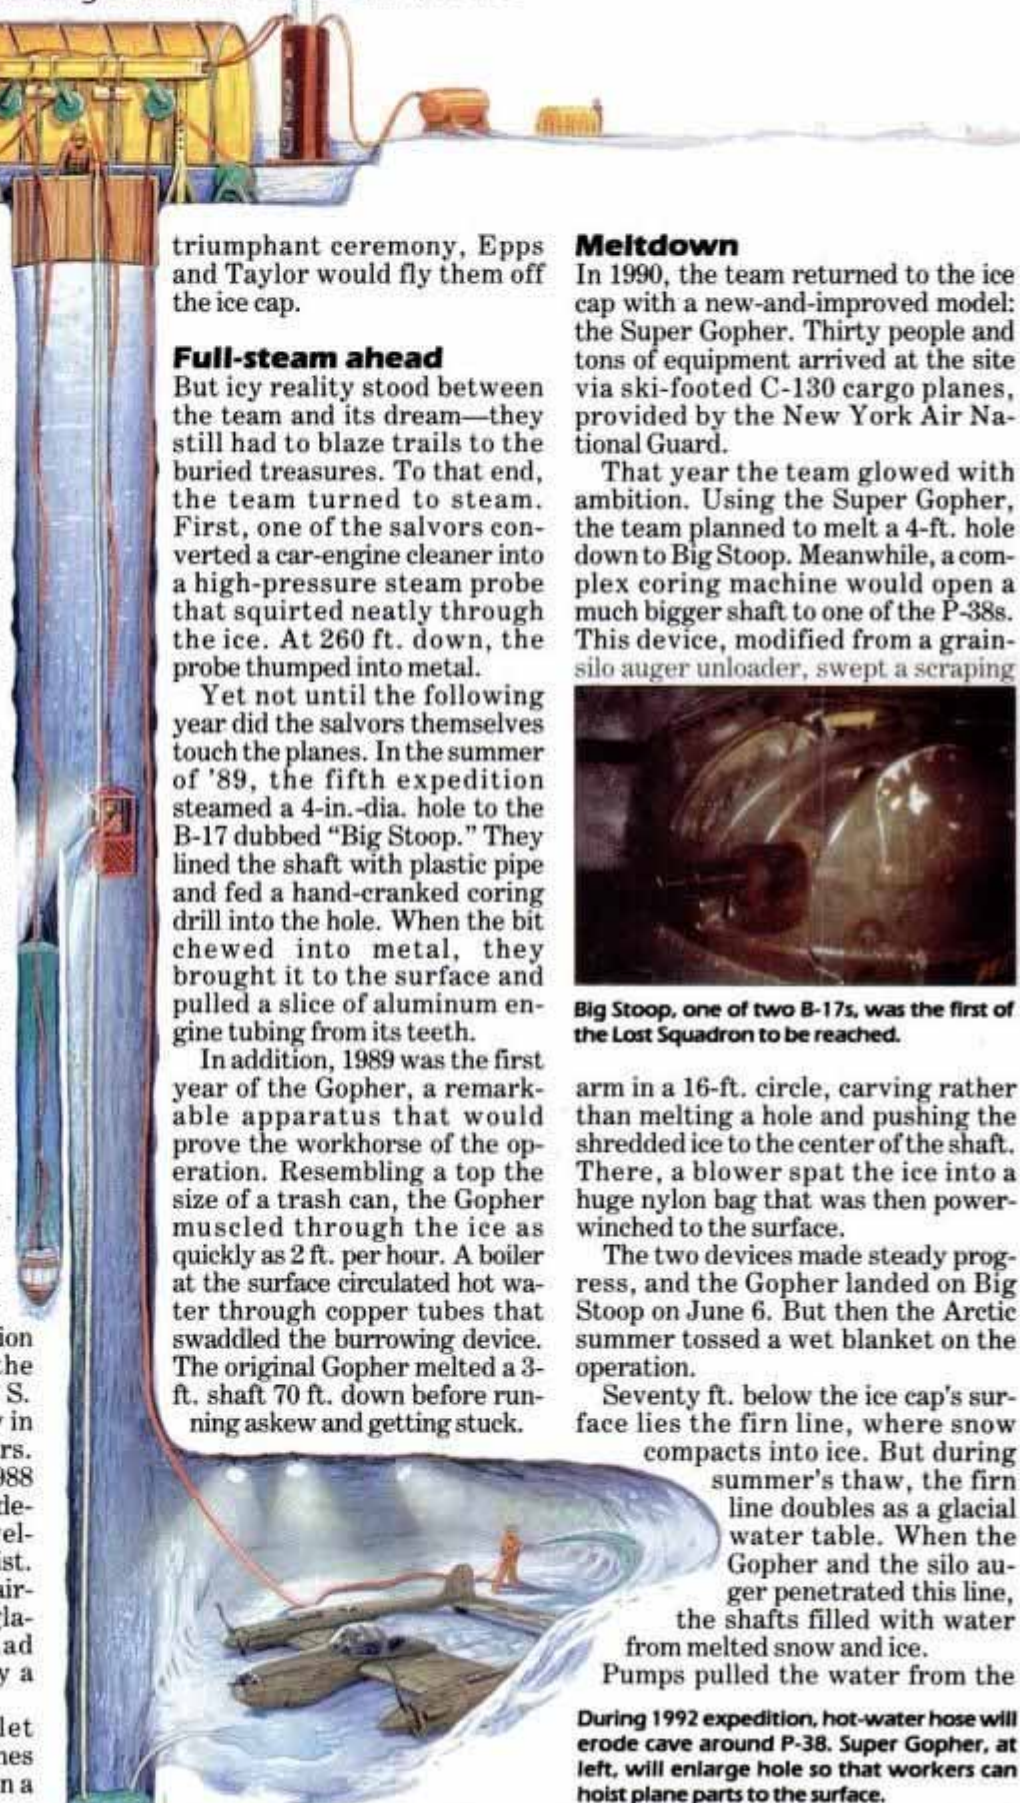 triumphant ceremony, Epps
and Taylor would fly them off
the ice cap.
Full-steam ahead
But icy reality stood between
the team and its dream—they
still had to blaze trails to the
buried treasures. To that end,
the team turned to steam.
First, one of the salvors con-
verted a car-engine cleaner into
a high-pressure steam probe
that squirted neatly through
the ice. At 260 ft. down, the
probe thumped into metal.
Yet not until the following
year did the salvors themselves
touch the planes. In the summer
of '89, the fifth expedition
steamed a 4-in.-dia. hole to the
B-17 dubbed “Big Stoop.” They
lined the shaft with plastic pipe
and fed a hand-cranked coring
drill into the hole. When the bit
chewed into metal, they
brought it to the surface and
pulled a slice of aluminum en-
gine tubing from its teeth.
In addition, 1989 was the first
year of the Gopher, a remark-
able apparatus that would
prove the workhorse of the op-
eration. Resembling a top the
size of a trash can, the Gopher
muscled through the ice as
quickly as 2 ft. per hour. A boiler
at the surface circulated hot wa-
ter through copper tubes that
swaddled the burrowing device.
The original Gopher melted a 3-
ft. shaft 70 ft. down before run-
ning askew and getting stuck.
Meltdown
In 1990, the team returned to the ice
cap with a new-and-improved model:
the Super Gopher. Thirty people and
tons of equipment arrived at the site
via ski-footed C-130 cargo planes,
provided by the New York Air Na-
tional Guard.
That year the team glowed with
ambition. Using the Super Gopher,
the team planned to melt a 4-ft. hole
down to Big Stoop. Meanwhile, a com-
plex coring machine would open a
much bigger shaft to one of the P-38s.
This device, modified from a grain-
silo auger unloader, swept a scraping
Big Stoop, one of two B-17s, was the first of
the Lost Squadron to be reached.
arm in a 16-ft. circle, carving rather
than melting a hole and pushing the
shredded ice to the center of the shaft.
There, a blower spat the ice into a
huge nylon bag that was then power-
winched to the surface.
The two devices made steady prog-
ress, and the Gopher landed on Big
Stoop on June 6. But then the Arctic
summer tossed a wet blanket on the
operation.
Seventy ft. below the ice cap's sur-
face lies the firn line, where snow
compacts into ice. But during
summer's thaw, the firn
line doubles as a glacial
water table. When the
Gopher and the silo au-
ger penetrated this line,
the shafts filled with water
from melted snow and ice.
Pumps pulled the water from the
During 1992 expedition, hot-water hose will
erode cave around P-38. Super Gopher, at
left, will enlarge hole so that workers can
hoist plane parts to the surface.
ion
the
S.
in
rs.
988
de-
el-
st.
air-
gla-
ad
y a
let
nes
n a